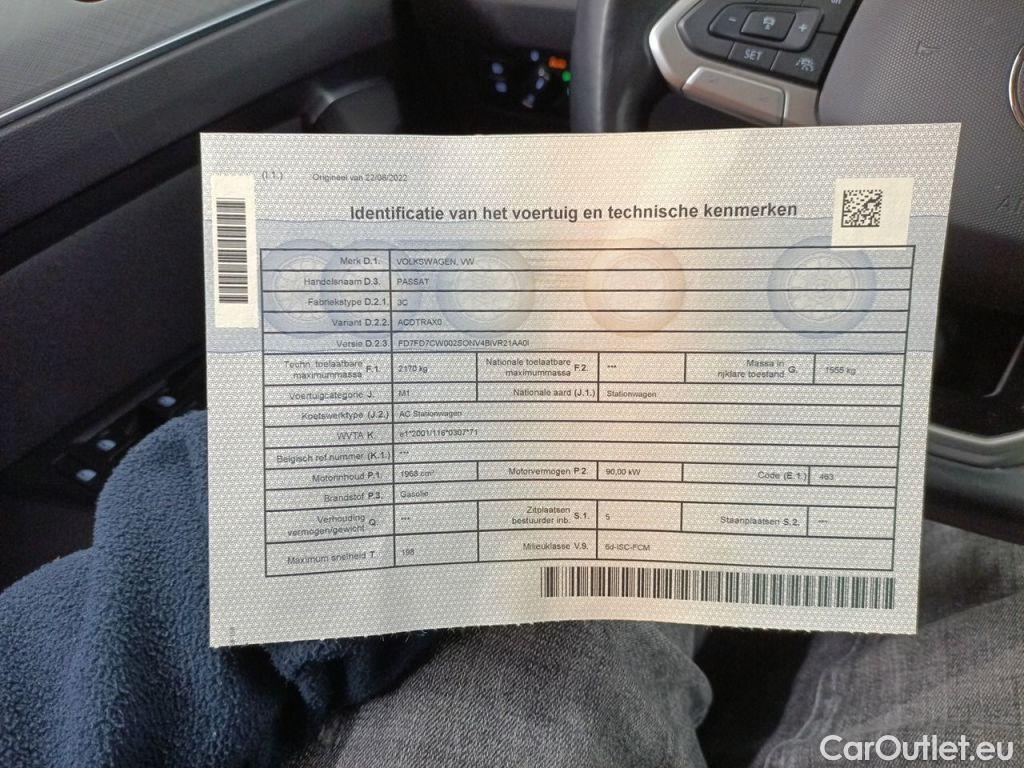 SET
(I.1.) Origineel van 22/08/2022
Identificatie van het voertuig en technische kenmerken
Merk D.1. VOLKSWAGEN, VW
Handelsnaam D.3. PASSAT
Fabriekstype D.2.1. 3C
Variant D.2.2. ACDTRAX0
Versie D.2.3. FD7FD7CW002SONV4BIVR21AA0I
Techn. toelaatbare maximummassa F.1. 2170 kg Nationale toelaatbare maximummassa F.2. --- Massa in rijklare toestand G. 1555 kg
Voertuigcategorie J. M1 Nationale aard (J.1.) Stationwagen
Koetswerktype (J.2.) AC Stationwagen
WVTA K. e1*2001/116*0307*71
Belgisch ref.nummer (K.1.) ---
Motorinhoud P.1. 1968 cm³ Motorvermogen P.2. 90,00 kW Code (E.1.) 463
Brandstof P.3. Gasolie
Verhouding vermogen/gewicht Q. --- Zitplaatsen bestuurder inb. S.1. 5 Staanplaatsen S.2. ---
Maximum snelheid T. 198 Milieuklasse V.9. 6d-ISC-FCM
CarOutlet.eu